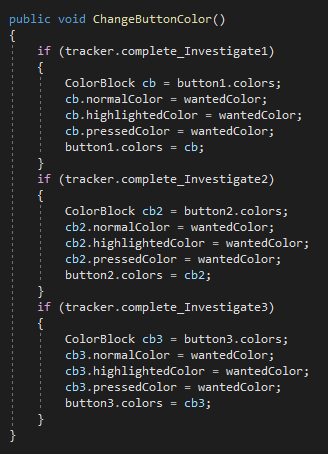 public void ChangeButtonColor()
{
if (tracker.complete_Investigate1)
{
ColorBlock cb = button1.colors;
cb.normalColor = wantedColor;
cb.highlightedColor = wantedColor;
cb.pressedColor = wantedColor;
button1.colors = cb;
}
if (tracker.complete_Investigate2)
{
ColorBlock cb2 = button2.colors;
cb2.normalColor = wantedColor;
cb2.highlightedColor = wantedColor;
cb2.pressedColor = wantedColor;
button2.colors = cb2;
}
if (tracker.complete_Investigate3)
{
ColorBlock cb3 = button3.colors;
cb3.normalColor = wantedColor;
cb3.highlightedColor = wantedColor;
cb3.pressedColor = wantedColor;
button3.colors = cb3;
}
}